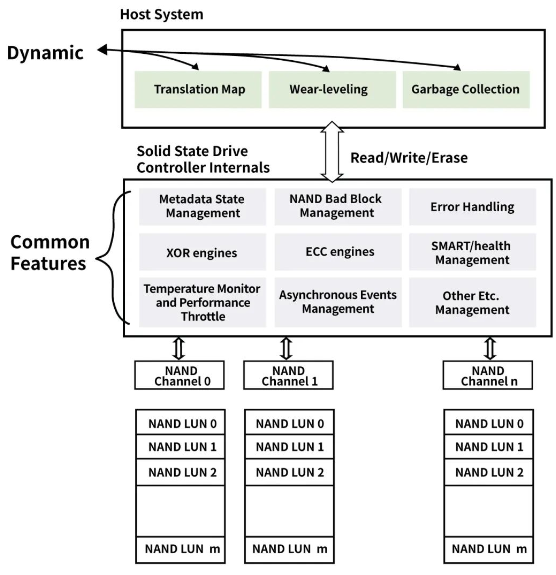 Host System
Dynamic
Translation Map
Wear-leveling
Garbage Collection
Solid State Drive
Controller Internals
Read/Write/Erase
Common
Features
Metadata State
Management
NAND Bad Block
Management
Error Handling
XOR engines
ECC engines
SMART/health
Management
Temperature Monitor
and Performance
Throttle
Asynchronous Events
Management
Other Etc.
Management
NAND
Channel 0
NAND
Channel 1
NAND
Channel n
NAND LUN 0
NAND LUN 1
NAND LUN 2
NAND LUN m
NAND LUN 0
NAND LUN 1
NAND LUN 2
NAND LUN m
NAND LUN 0
NAND LUN 1
NAND LUN 2
NAND LUN m